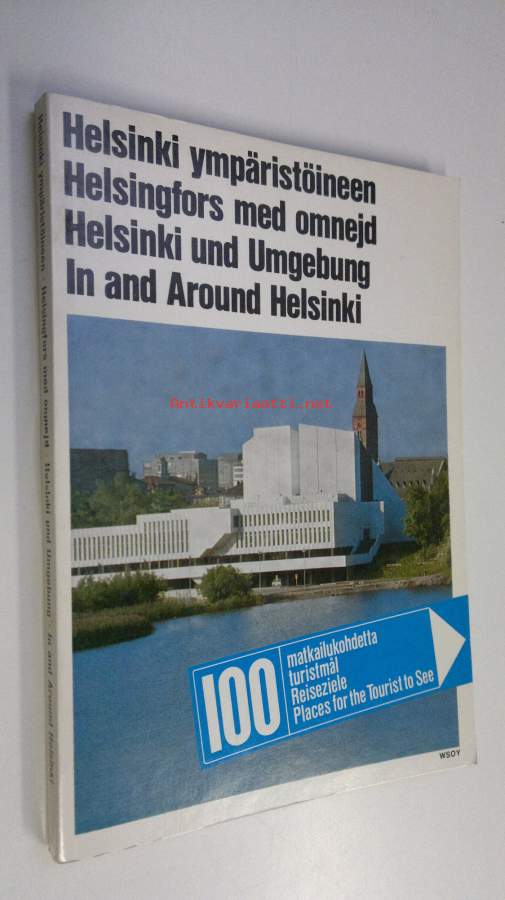 Helsinki ympäristöineen
Helsingfors med omnejd
Helsinki und Umgebung
In and Around Helsinki
Antikvariaatti.net
100
matkailukohdetta
turistmål
Reiseziele
Places for the Tourist to See
WSOY
Helsinki ympäristöineen · Helsingfors med omnejd · Helsinki und Umgebung · In and Around Helsinki